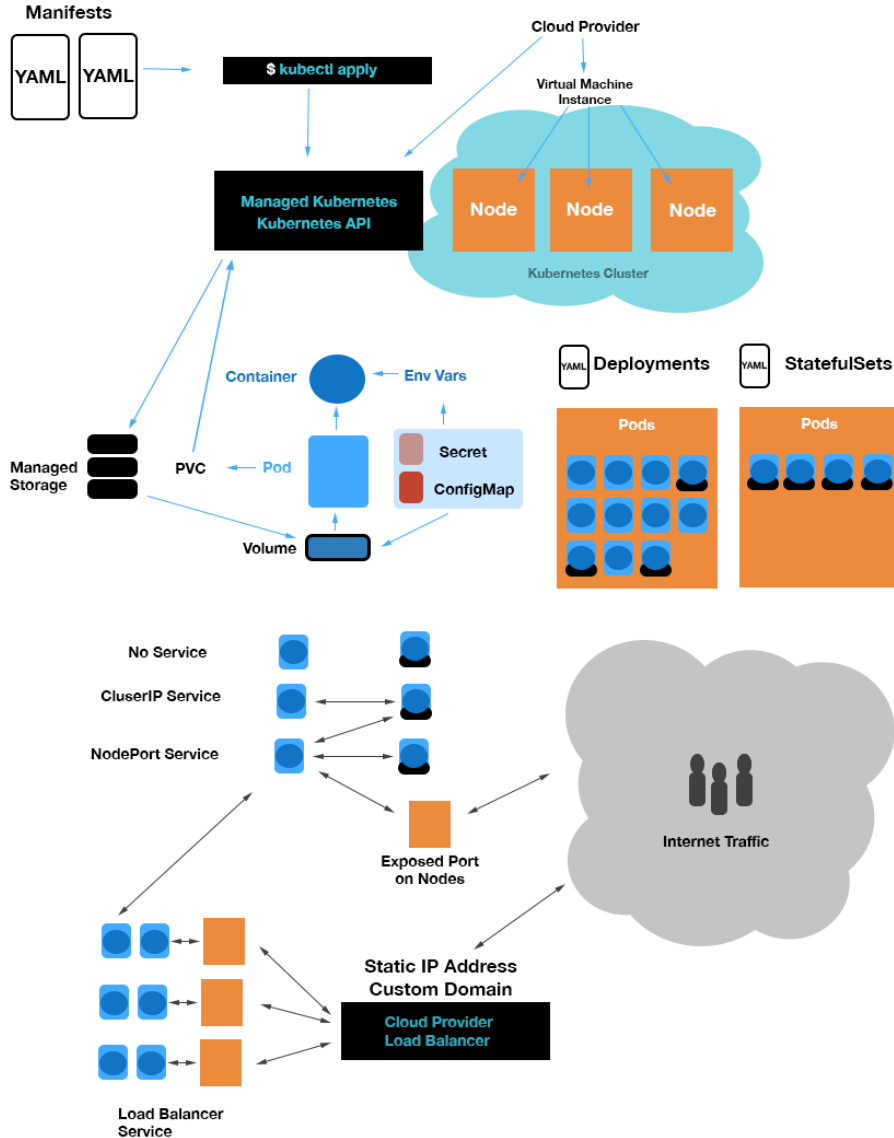 Manifests
YAML
YAML
$ kubectl apply
Cloud Provider
Virtual Machine
Instance
Managed Kubernetes
Kubernetes API
Node
Node
Node
Kubernetes Cluster
Container
Env Vars
Secret
ConfigMap
Managed
Storage
PVC
Pod
Volume
YAML
Deployments
Pods
YAML
StatefulSets
Pods
No Service
CluserIP Service
NodePort Service
Exposed Port
on Nodes
Internet Traffic
Static IP Address
Custom Domain
Cloud Provider
Load Balancer
Load Balancer
Service